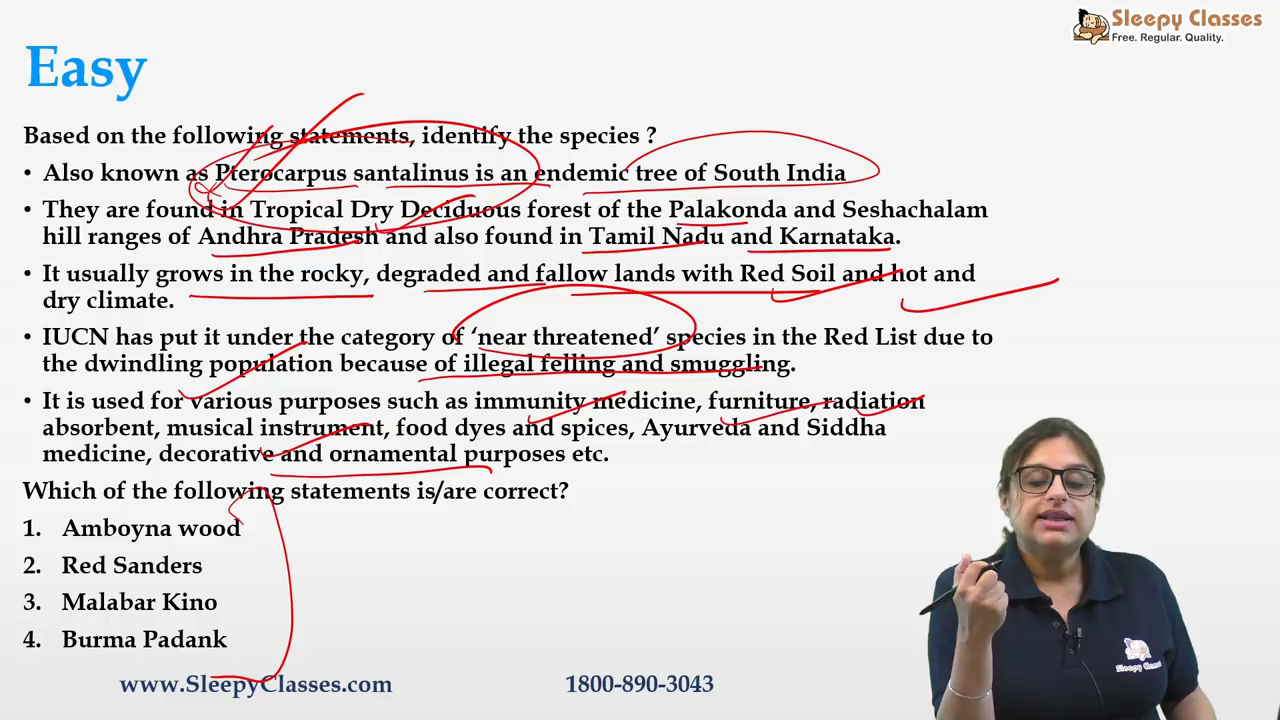 Sleepy Classes
Free. Regular. Quality.
Easy
Based on the following statements, identify the species ?
• Also known as Pterocarpus santalinus is an endemic tree of South India
• They are found in Tropical Dry Deciduous forest of the Palakonda and Seshachalam
hill ranges of Andhra Pradesh and also found in Tamil Nadu and Karnataka.
• It usually grows in the rocky, degraded and fallow lands with Red Soil and hot and
dry climate.
• IUCN has put it under the category of ‘near threatened’ species in the Red List due to
the dwindling population because of illegal felling and smuggling.
• It is used for various purposes such as immunity medicine, furniture, radiation
absorbent, musical instrument, food dyes and spices, Ayurveda and Siddha
medicine, decorative and ornamental purposes etc.
Which of the following statements is/are correct?
1. Amboyna wood
2. Red Sanders
3. Malabar Kino
4. Burma Padank
www.SleepyClasses.com
1800-890-3043